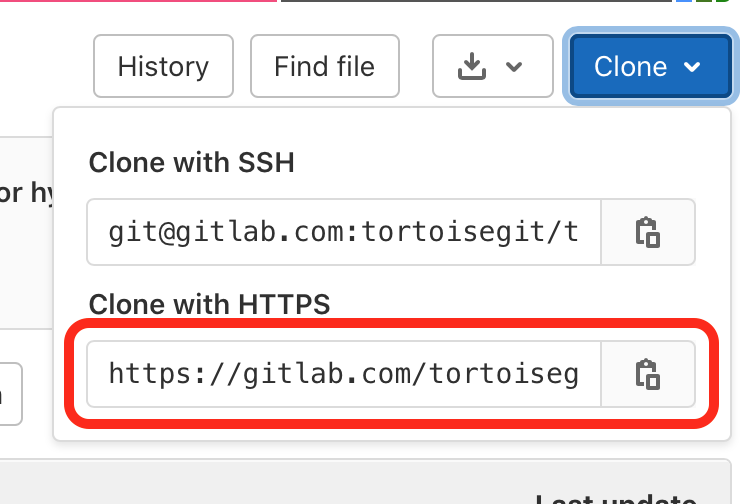 History
Find file
Clone
Clone with SSH
or hy
git@gitlab.com:tortoisegit/t
Clone with HTTPS
https://gitlab.com/tortoiseg
Last update